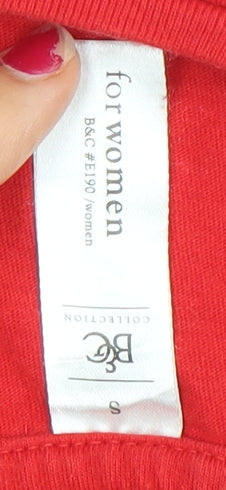 for women
B&C #E190 /women
COLLECTION
B&C
S